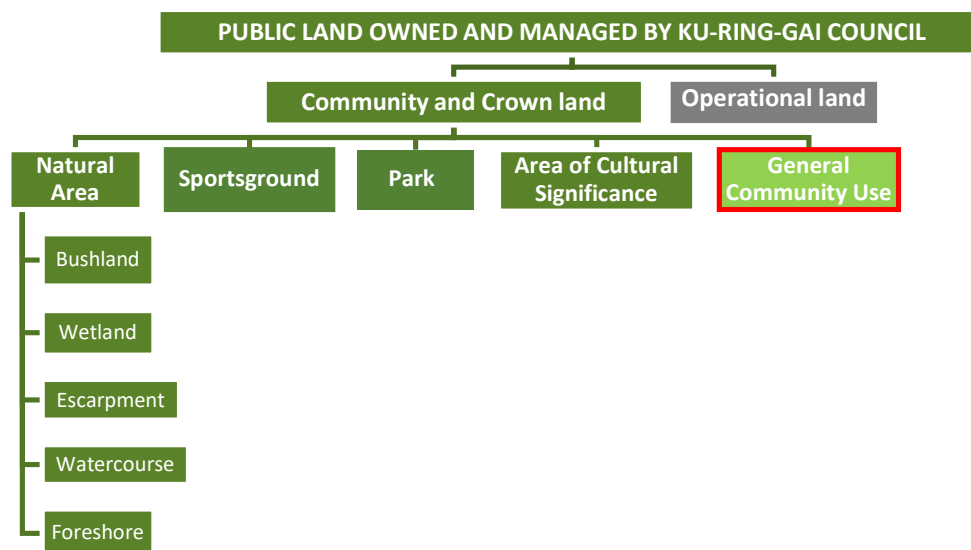 PUBLIC LAND OWNED AND MANAGED BY KU-RING-GAI COUNCIL
Community and Crown land
Operational land
Natural
Area
Sportsground
Park
Area of Cultural
Significance
General
Community Use
Bushland
Wetland
Escarpment
Watercourse
Foreshore